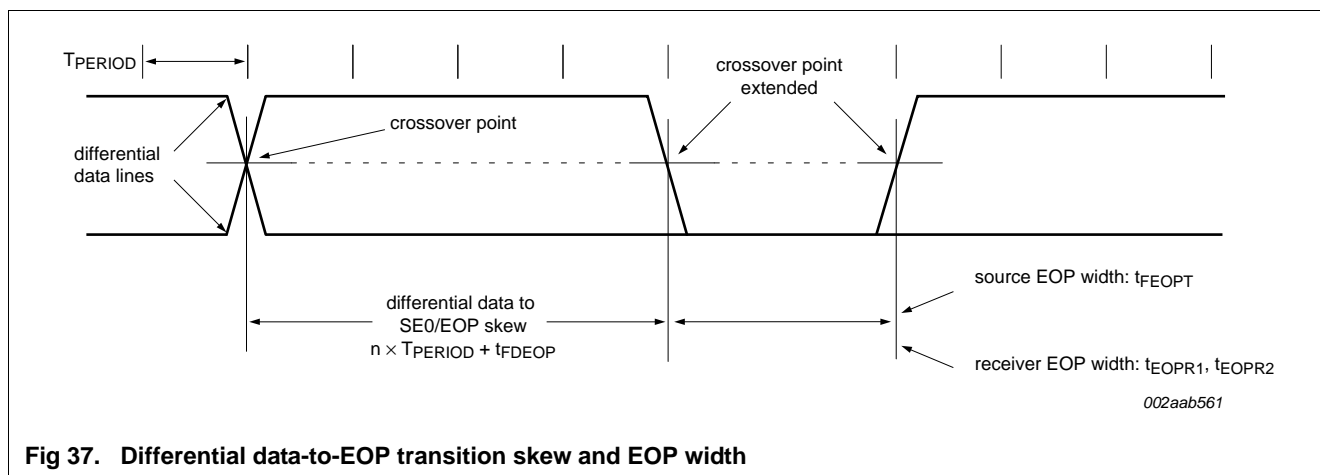 TPERIOD
crossover point
extended
crossover point
differential
data lines
differential data to
SE0/EOP skew
n × TPERIOD + tFDEOP
source EOP width: tFEOPT
receiver EOP width: tEOPR1, tEOPR2
002aab561
Fig 37. Differential data-to-EOP transition skew and EOP width